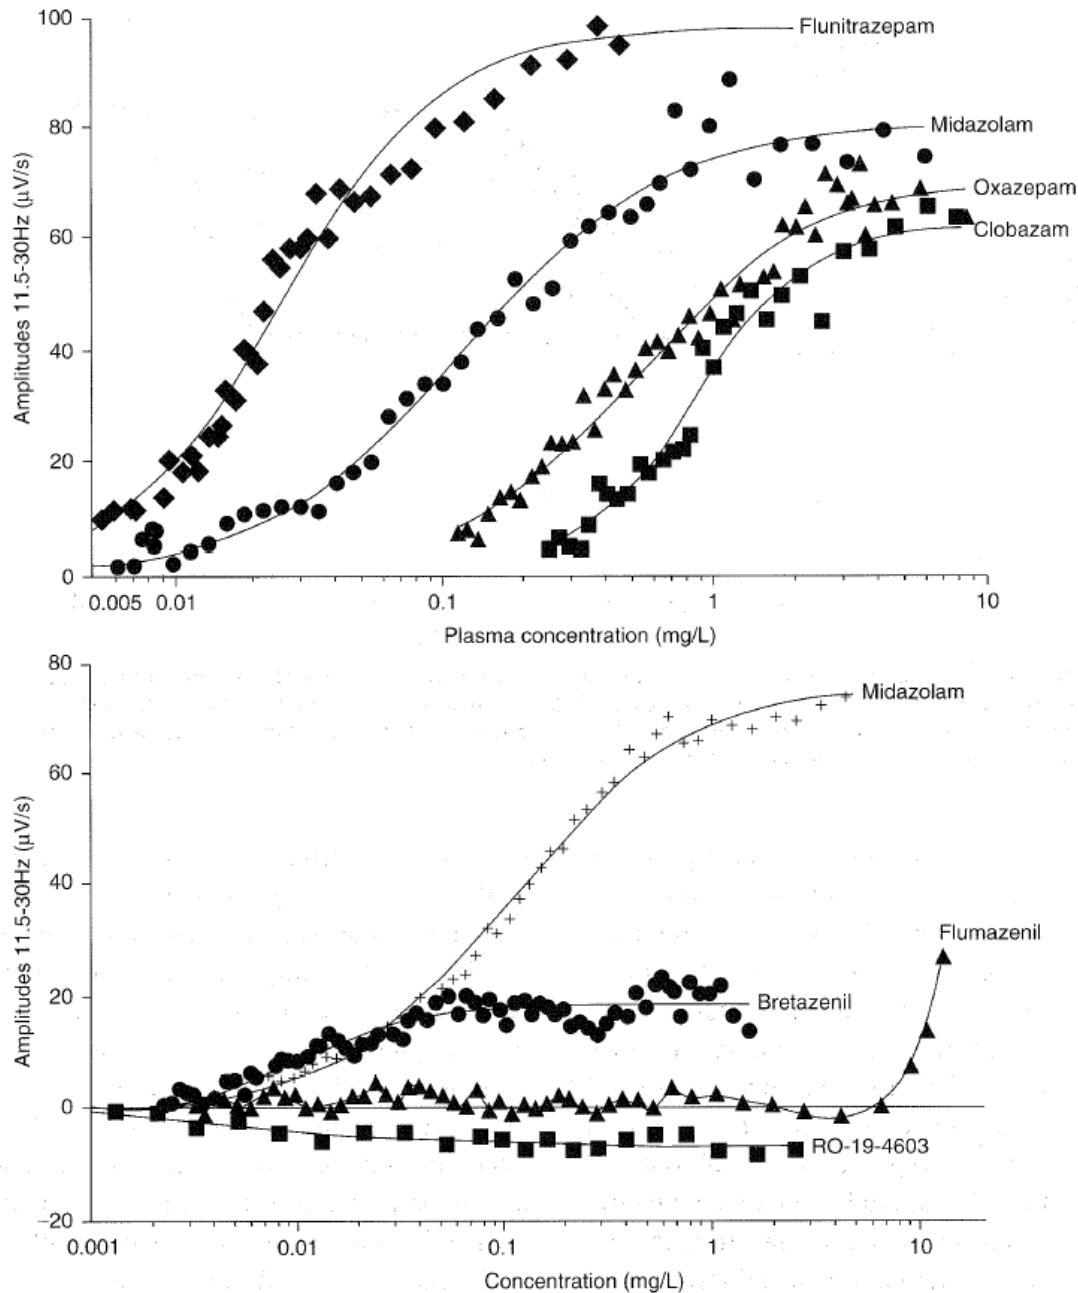 100
Flunitrazepam
80
Midazolam
Oxazepam
60
Clobazam
40
20
0
Amplitudes 11.5-30Hz (μV/s)
0.005 0.01 0.1 1 10
Plasma concentration (mg/L)
80
Midazolam
60
40
Flumazenil
20
Bretazenil
0
RO-19-4603
-20
Amplitudes 11.5-30Hz (μV/s)
0.001 0.01 0.1 1 10
Concentration (mg/L)